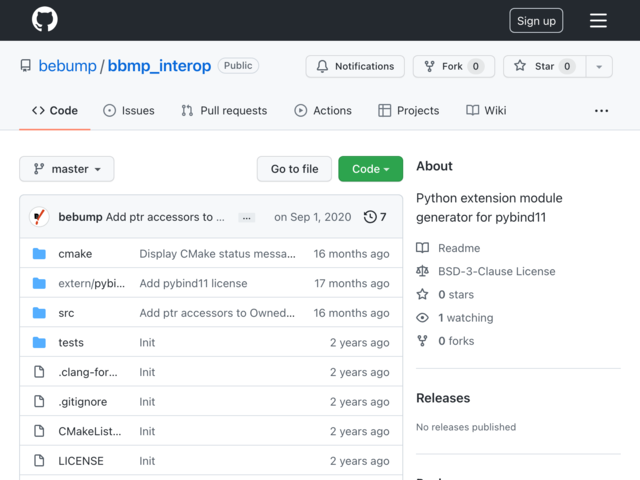 Sign up
bebump / bbmp_interop Public
Notifications Fork 0 Star 0
Code Issues Pull requests Actions Projects Wiki ...
master Go to file Code
About
Python extension module
generator for pybind11
bebump Add ptr accessors to ... ... on Sep 1, 2020 7
cmake Display CMake status messa... 16 months ago
extern/pybi... Add pybind11 license 17 months ago
src Add ptr accessors to Owned... 16 months ago
tests Init 2 years ago
.clang-for... Init 2 years ago
.gitignore Init 2 years ago
CMakeList... Init 2 years ago
LICENSE Init 2 years ago
Readme
BSD-3-Clause License
0 stars
1 watching
0 forks
Releases
No releases published